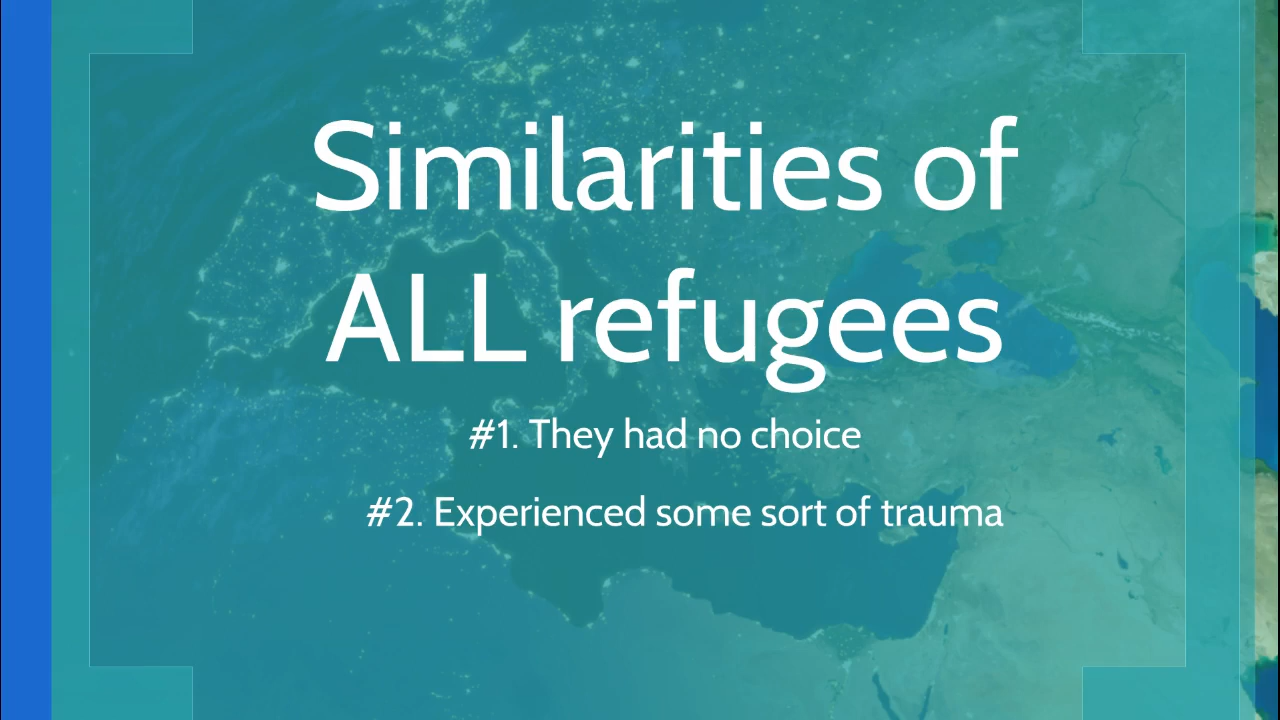 Similarities of
ALL refugees
#1. They had no choice
#2. Experienced some sort of trauma